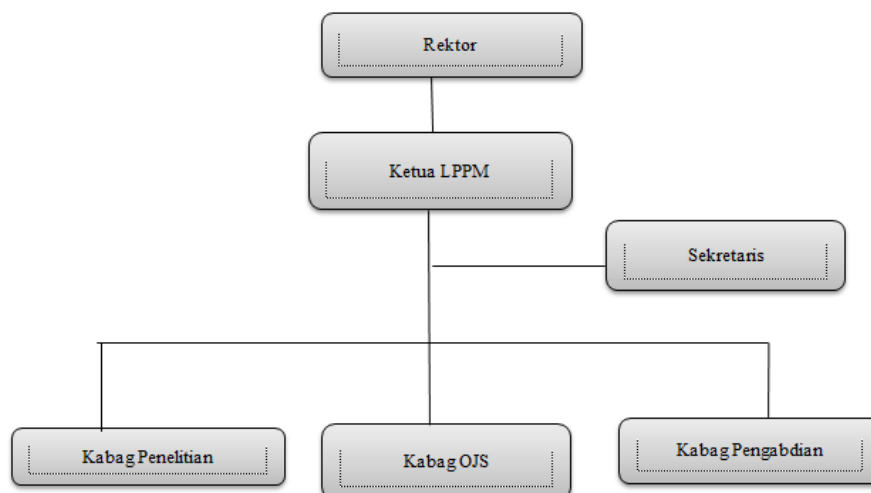 Rektor
Ketua LPPM
Sekretaris
Kabag Penelitian
Kabag OJS
Kabag Pengabdian